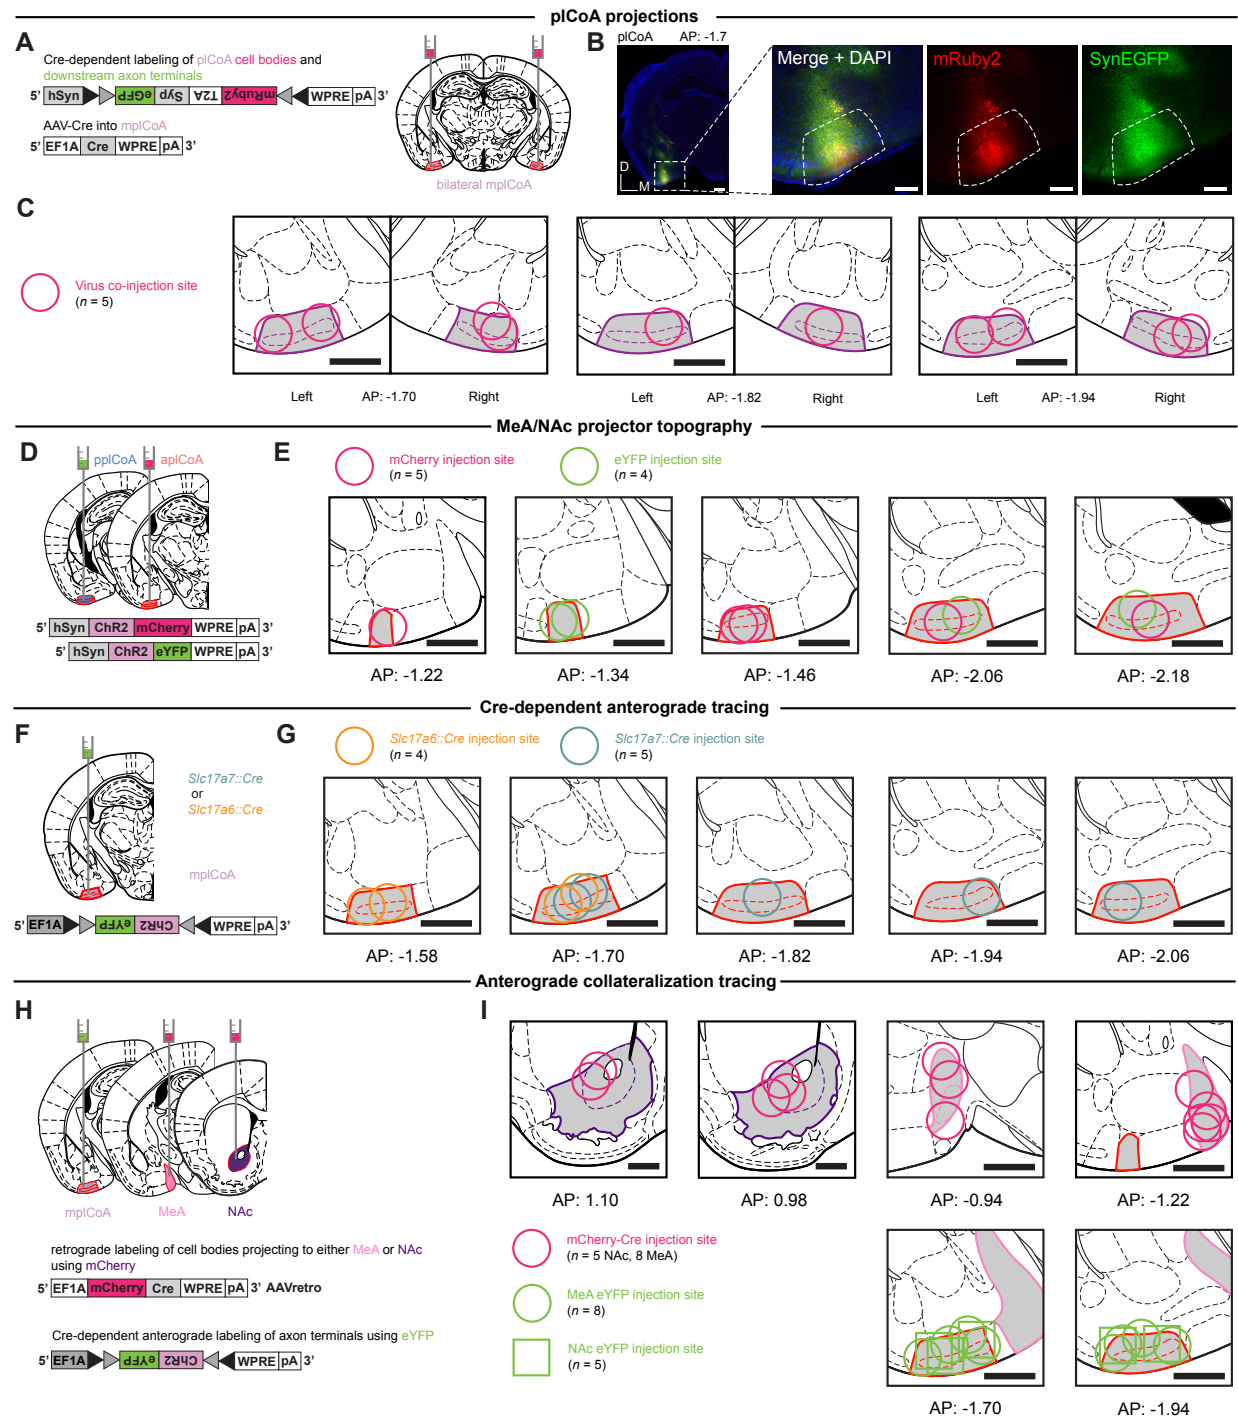 plCoA projections
A
Cre-dependent labeling of plCoA cell bodies and
downstream axon terminals
5' hSyn eGFP Syp T2A mRuby2 WPRE pA 3'
AAV-Cre into mplCoA
5' EF1A Cre WPRE pA 3'
bilateral mplCoA
B
plCoA AP: -1.7
D
M
Merge + DAPI
mRuby2
SynEGFP
C
Virus co-injection site
(n = 5)
Left AP: -1.70 Right
Left AP: -1.82 Right
Left AP: -1.94 Right
MeA/NAc projector topography
D
pplCoA aplCoA
5' hSyn ChR2 mCherry WPRE pA 3'
5' hSyn ChR2 eYFP WPRE pA 3'
E
mCherry injection site
(n = 5)
eYFP injection site
(n = 4)
AP: -1.22
AP: -1.34
AP: -1.46
AP: -2.06
AP: -2.18
Cre-dependent anterograde tracing
F
Slc17a7::Cre
or
Slc17a6::Cre
mplCoA
5' EF1A eYFP ChR2 WPRE pA 3'
G
Slc17a6::Cre injection site
(n = 4)
Slc17a7::Cre injection site
(n = 5)
AP: -1.58
AP: -1.70
AP: -1.82
AP: -1.94
AP: -2.06
Anterograde collateralization tracing
H
mplCoA
MeA
NAc
retrograde labeling of cell bodies projecting to either MeA or NAc
using mCherry
5' EF1A mCherry Cre WPRE pA 3' AAVretro
Cre-dependent anterograde labeling of axon terminals using eYFP
5' EF1A eYFP ChR2 WPRE pA 3'
I
AP: 1.10
AP: 0.98
AP: -0.94
AP: -1.22
mCherry-Cre injection site
(n = 5 NAc, 8 MeA)
MeA eYFP injection site
(n = 8)
NAc eYFP injection site
(n = 5)
AP: -1.70
AP: -1.94